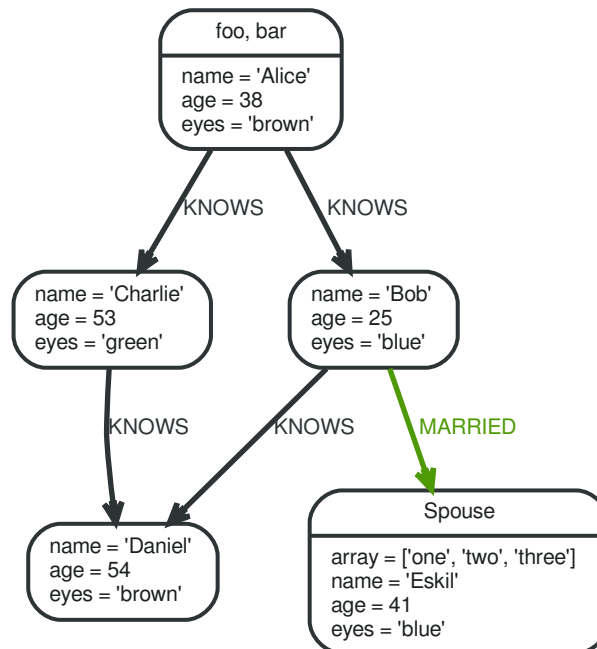 foo, bar
name = 'Alice'
age = 38
eyes = 'brown'
KNOWS
KNOWS
name = 'Charlie'
age = 53
eyes = 'green'
name = 'Bob'
age = 25
eyes = 'blue'
KNOWS
KNOWS
MARRIED
name = 'Daniel'
age = 54
eyes = 'brown'
Spouse
array = ['one', 'two', 'three']
name = 'Eskil'
age = 41
eyes = 'blue'